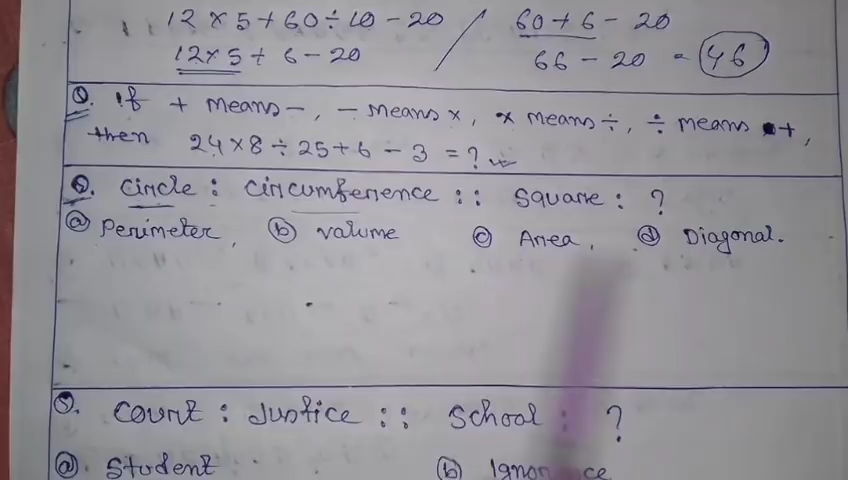 12 × 5 + 60 ÷ 10 - 20 / 60 + 6 - 20
12 × 5 + 6 - 20 66 - 20 = 46
Q. if + means -, - means ×, × means ÷, ÷ means +,
then 24 × 8 ÷ 25 + 6 - 3 = ?
Q. Circle : Circumference :: Square : ?
(a) Perimeter, (b) Valume (c) Area, (d) Diagonal.
Q. Court : Justice :: School : ?
(a) Student (b)